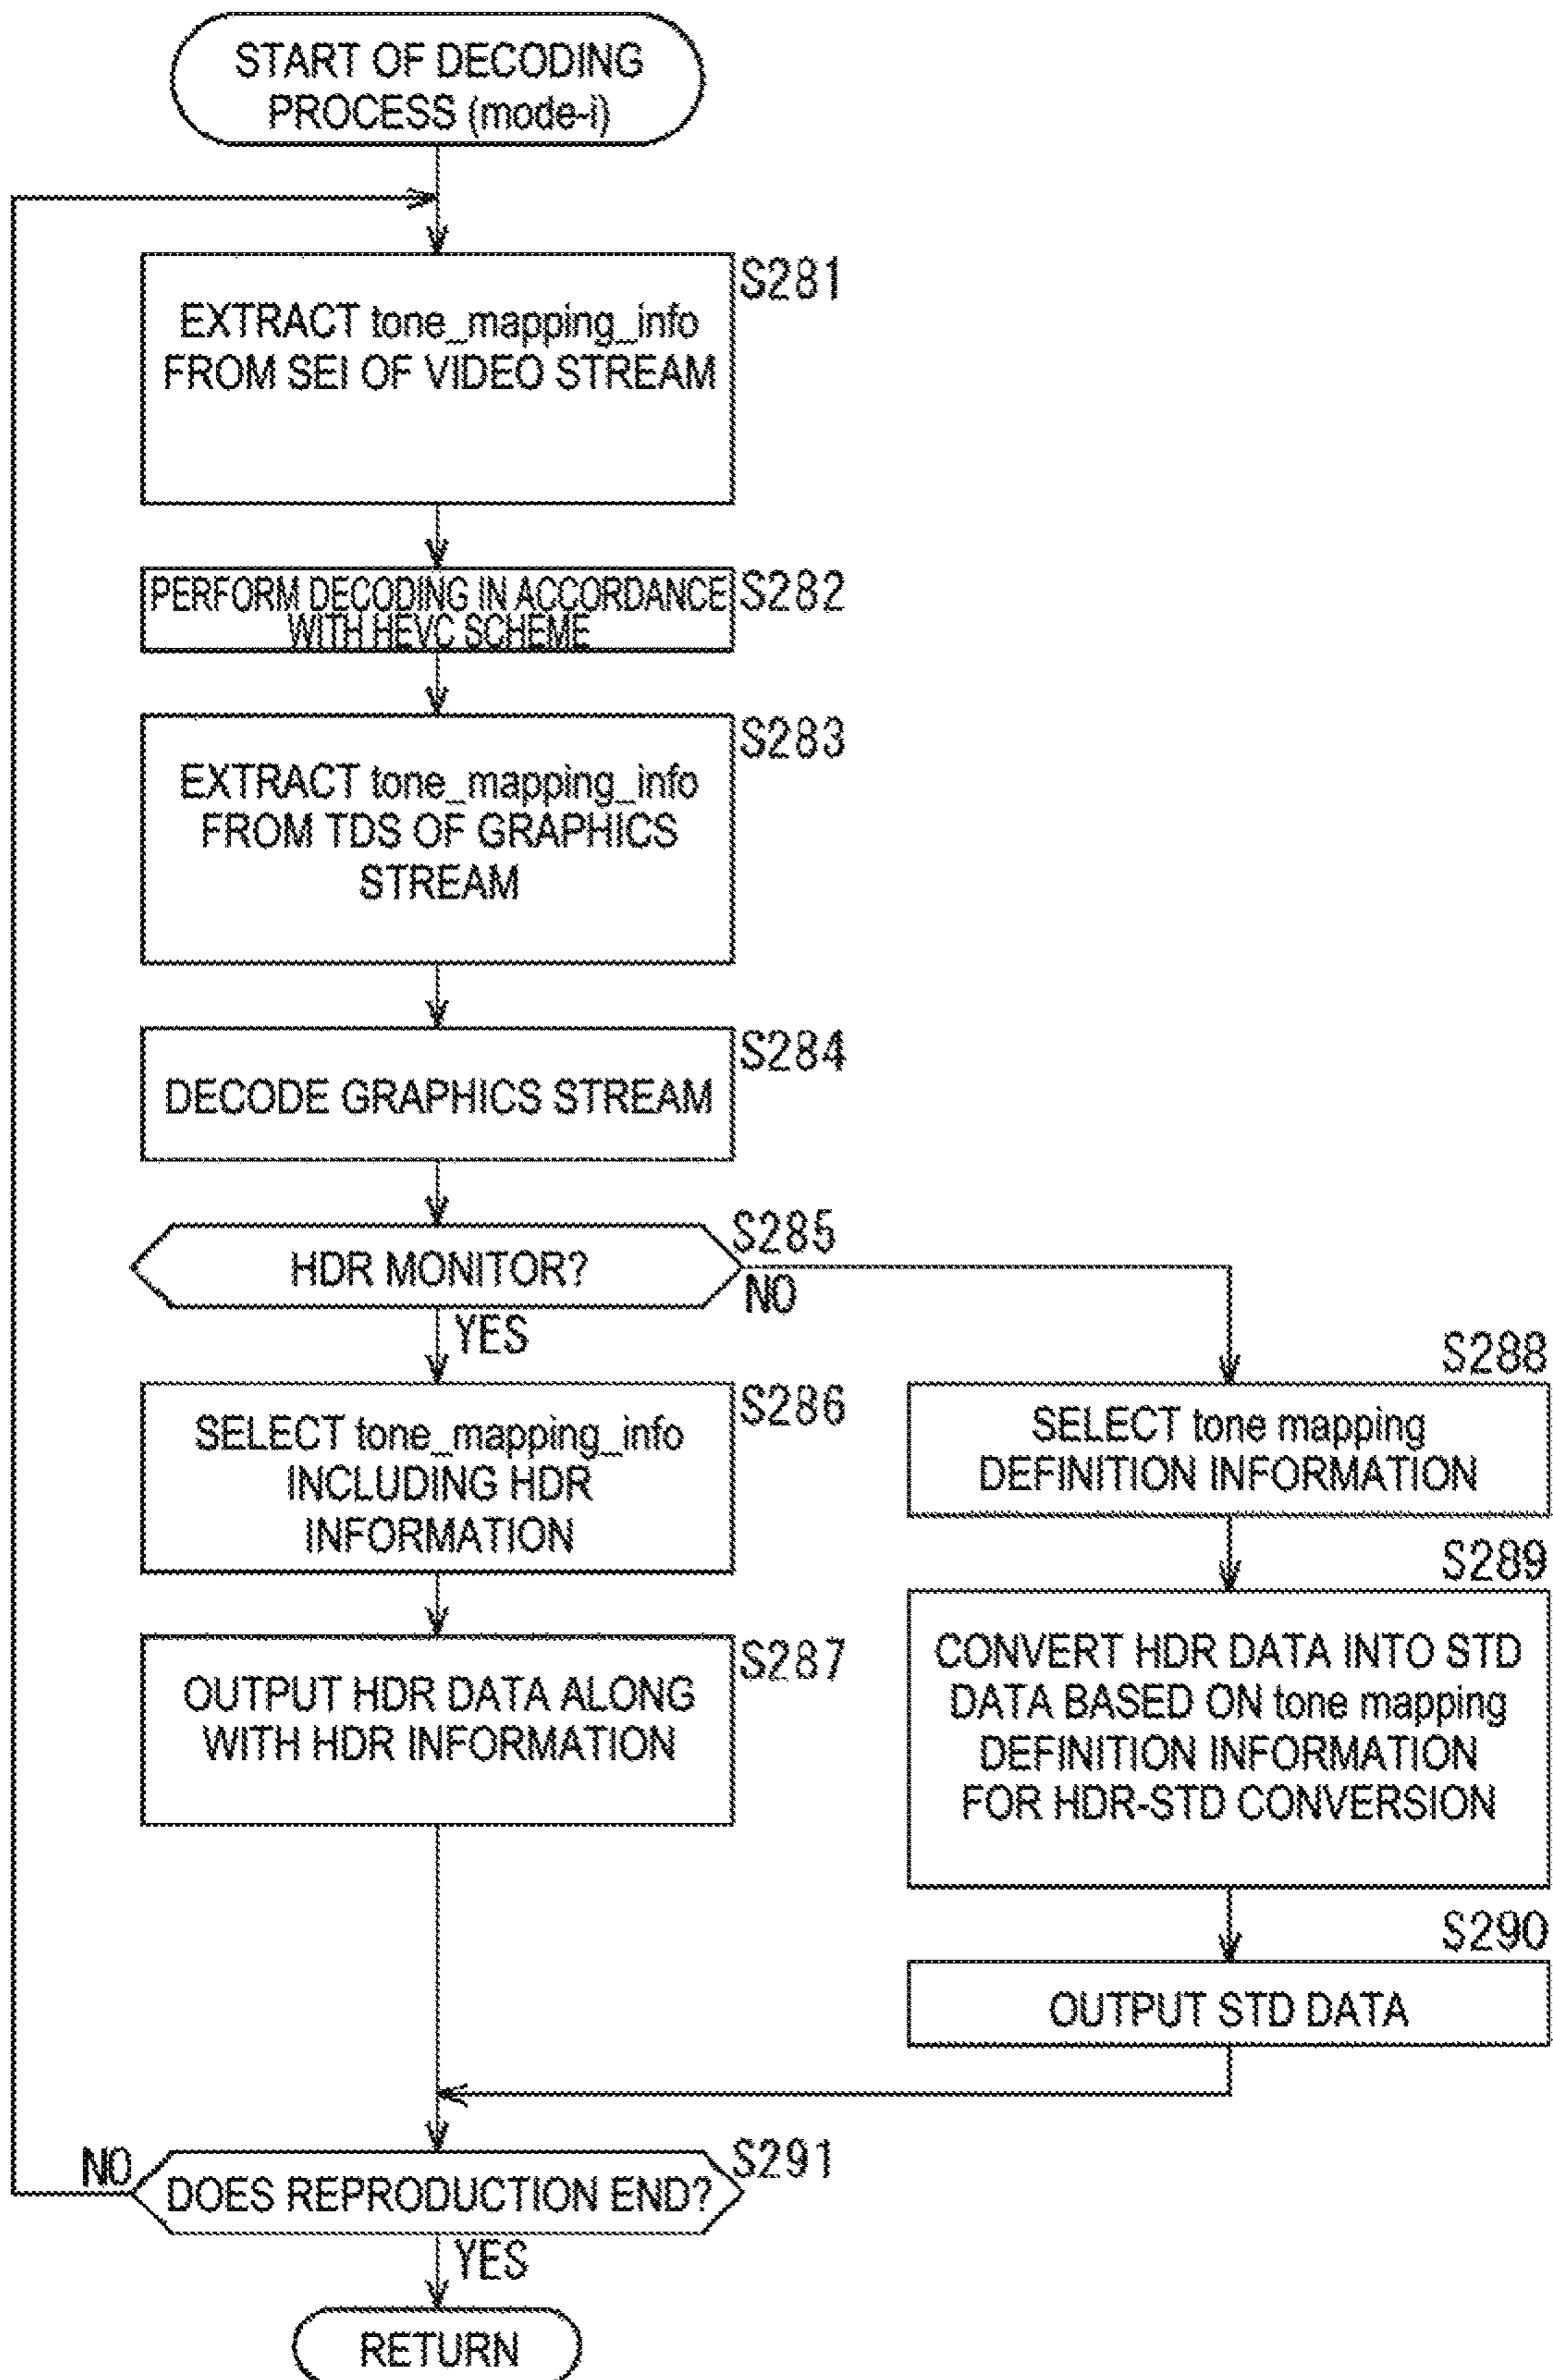 START OF DECODING
PROCESS (mode-i)
S281
EXTRACT tone_mapping_info
FROM SEI OF VIDEO STREAM
S282
PERFORM DECODING IN ACCORDANCE
WITH HEVC SCHEME
S283
EXTRACT tone_mapping_info
FROM TDS OF GRAPHICS
STREAM
S284
DECODE GRAPHICS STREAM
S285
HDR MONITOR?
NO
YES
S286
SELECT tone_mapping_info
INCLUDING HDR
INFORMATION
S287
OUTPUT HDR DATA ALONG
WITH HDR INFORMATION
S288
SELECT tone mapping
DEFINITION INFORMATION
S289
CONVERT HDR DATA INTO STD
DATA BASED ON tone mapping
DEFINITION INFORMATION
FOR HDR-STD CONVERSION
S290
OUTPUT STD DATA
S291
NO
DOES REPRODUCTION END?
YES
RETURN